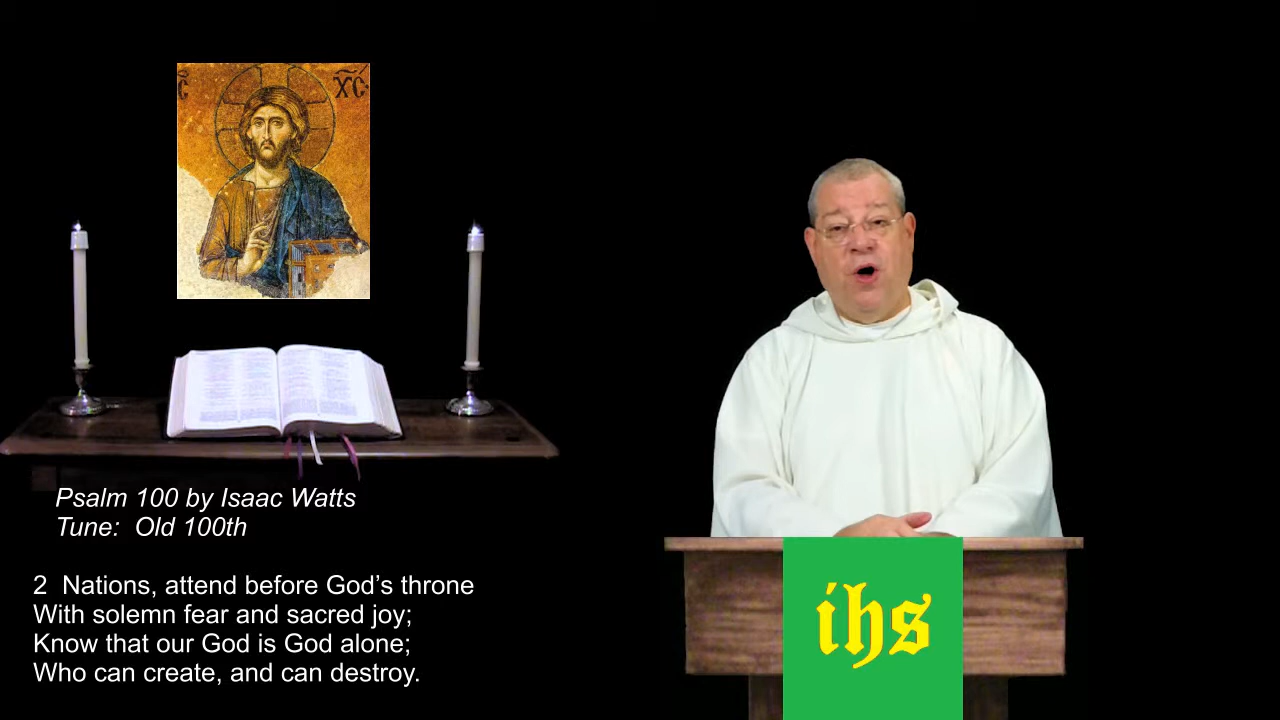 χ̃C
Psalm 100 by Isaac Watts
Tune: Old 100th
2 Nations, attend before God’s throne
With solemn fear and sacred joy;
Know that our God is God alone;
Who can create, and can destroy.
ihs